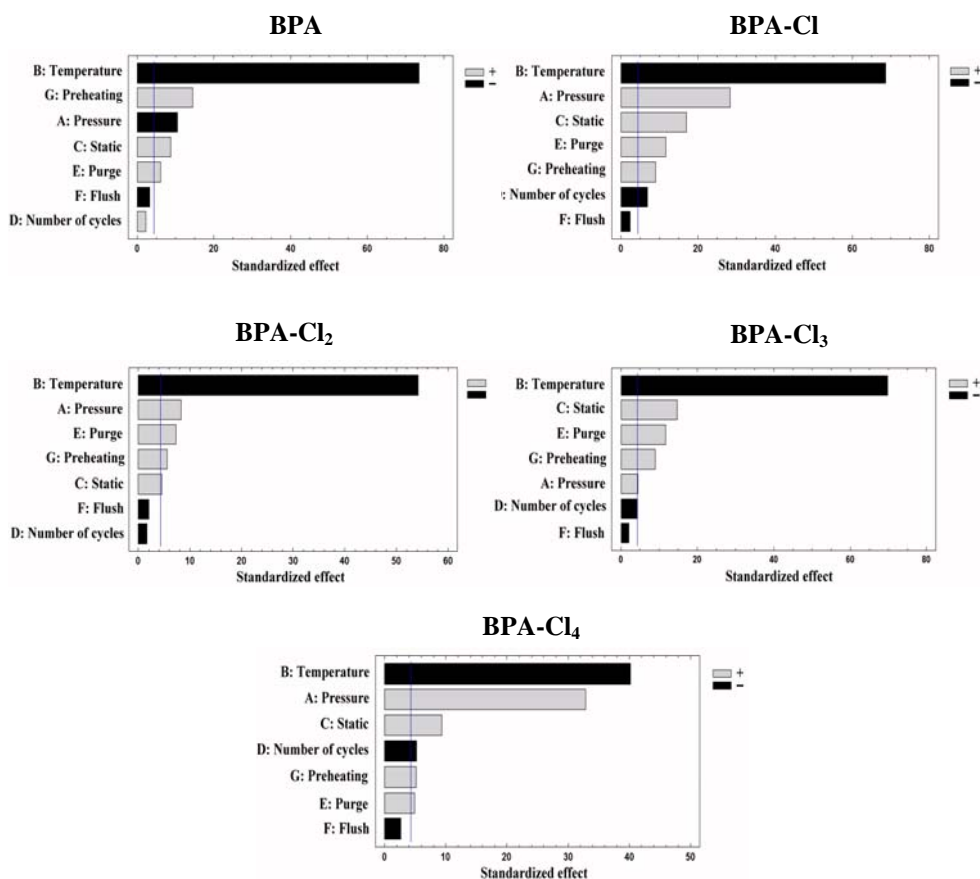 BPA
B: Temperature
G: Preheating
A: Pressure
C: Static
E: Purge
F: Flush
D: Number of cycles
+
−
0 20 40 60 80
Standardized effect
BPA-Cl
B: Temperature
A: Pressure
C: Static
E: Purge
G: Preheating
: Number of cycles
F: Flush
+
−
0 20 40 60 80
Standardized effect
BPA-Cl₂
B: Temperature
A: Pressure
E: Purge
G: Preheating
C: Static
F: Flush
D: Number of cycles
0 10 20 30 40 50 60
Standardized effect
BPA-Cl₃
B: Temperature
C: Static
E: Purge
G: Preheating
A: Pressure
D: Number of cycles
F: Flush
+
−
0 20 40 60 80
Standardized effect
BPA-Cl₄
B: Temperature
A: Pressure
C: Static
D: Number of cycles
G: Preheating
E: Purge
F: Flush
+
−
0 10 20 30 40 50
Standardized effect